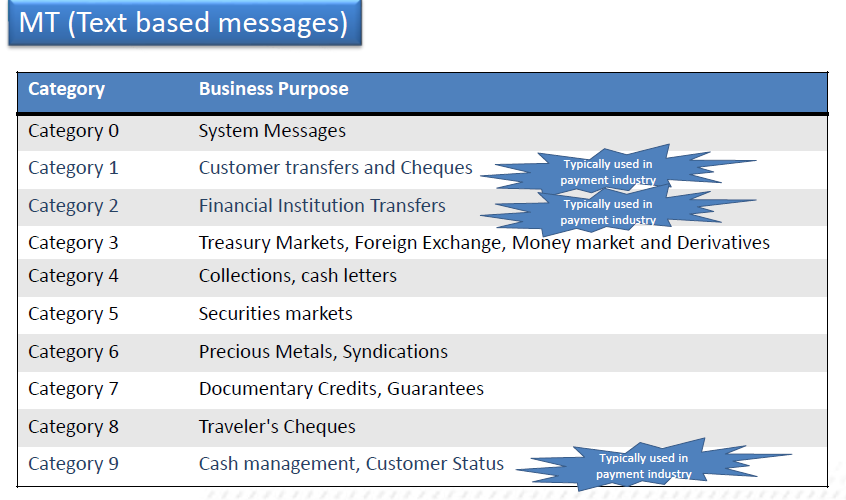 MT (Text based messages)
Category Business Purpose
Category 0 System Messages
Category 1 Customer transfers and Cheques
Typically used in
payment industry
Category 2 Financial Institution Transfers
Typically used in
payment industry
Category 3 Treasury Markets, Foreign Exchange, Money market and Derivatives
Category 4 Collections, cash letters
Category 5 Securities markets
Category 6 Precious Metals, Syndications
Category 7 Documentary Credits, Guarantees
Category 8 Traveler's Cheques
Category 9 Cash management, Customer Status
Typically used in
payment industry